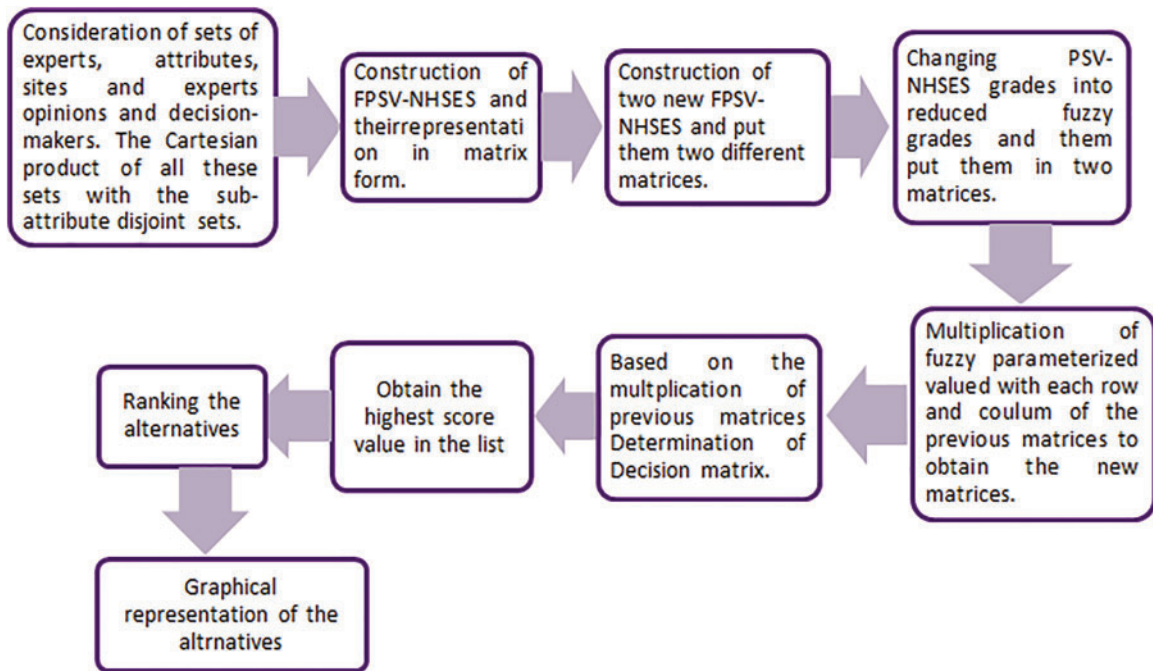 Consideration of sets of
experts, attributes,
sites and experts
opinions and decision-
makers. The Cartesian
product of all these
sets with the sub-
attribute disjoint sets.
Construction of
FPSV-NHSES and
theirrepresentati
on in matrix
form.
Construction of
two new FPSV-
NHSES and put
them two different
matrices.
Changing PSV-
NHSES grades into
reduced fuzzy
grades and them
put them in two
matrices.
Multiplication of
fuzzy parameterized
valued with each row
and coulum of the
previous matrices to
obtain the new
matrices.
Based on the
multplication of
previous matrices
Determination of
Decision matrix.
Obtain the
highest score
value in the list
Ranking the
alternatives
Graphical
representation of the
altrnatives